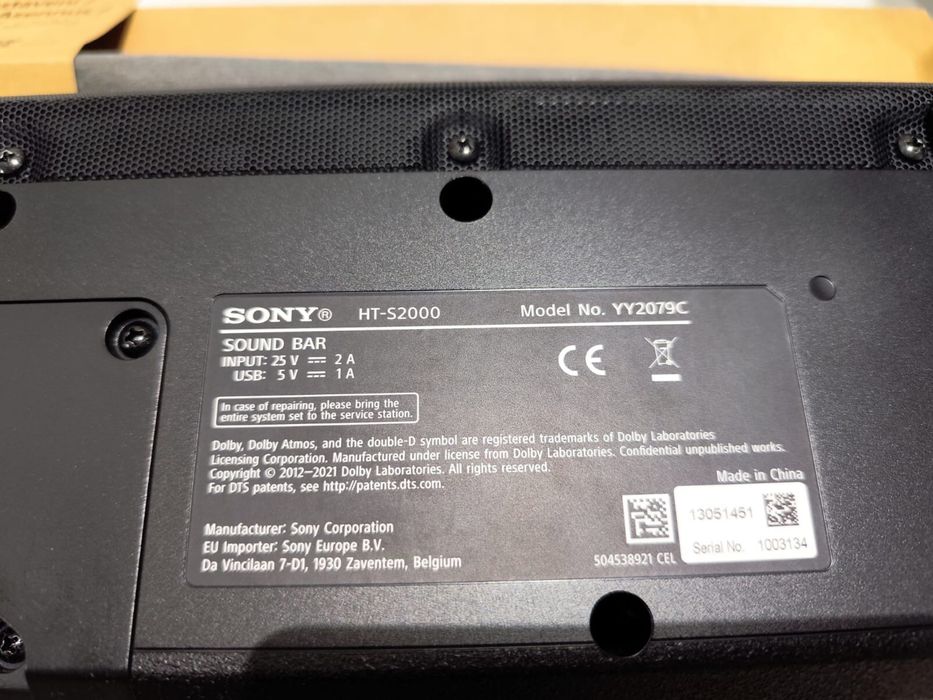 SONY® HT-S2000 Model No. YY2079C
SOUND BAR
INPUT: 25 V ⎓ 2 A
USB: 5 V ⎓ 1 A
CE
In case of repairing, please bring the
entire system set to the service station.
Dolby, Dolby Atmos, and the double-D symbol are registered trademarks of Dolby Laboratories
Licensing Corporation. Manufactured under license from Dolby Laboratories. Confidential unpublished works.
Copyright © 2012—2021 Dolby Laboratories. All rights reserved.
For DTS patents, see http://patents.dts.com.
Made in China
13051451
Serial No. 1003134
Manufacturer: Sony Corporation
EU Importer: Sony Europe B.V.
Da Vincilaan 7-D1, 1930 Zaventem, Belgium
504538921 CEL